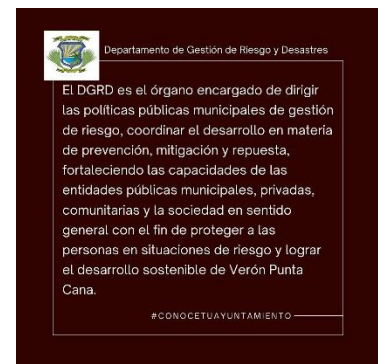 Departamento de Gestión de Riesgo y Desastres
El DGRD es el órgano encargado de dirigir
las políticas públicas municipales de gestión
de riesgo, coordinar el desarrollo en materia
de prevención, mitigación y repuesta,
fortaleciendo las capacidades de las
entidades públicas municipales, privadas,
comunitarias y la sociedad en sentido
general con el fin de proteger a las
personas en situaciones de riesgo y lograr
el desarrollo sostenible de Verón Punta
Cana.
#CONOCETUAYUNTAMIENTO